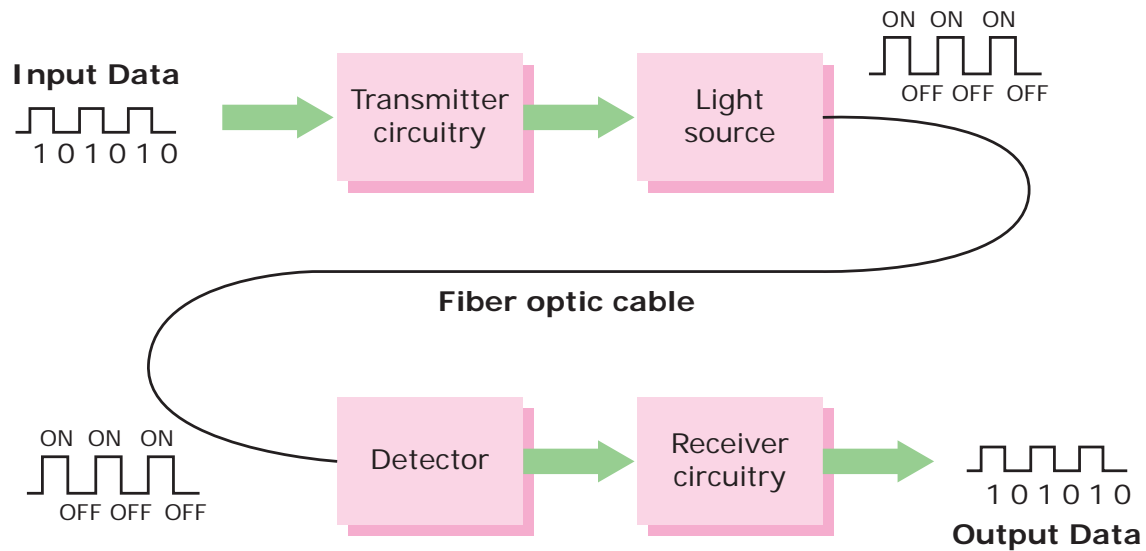 ON ON ON
OFF OFF OFF
Input Data
1 0 1 0 1 0
Transmitter
circuitry
Light
source
Fiber optic cable
ON ON ON
OFF OFF OFF
Detector
Receiver
circuitry
1 0 1 0 1 0
Output Data